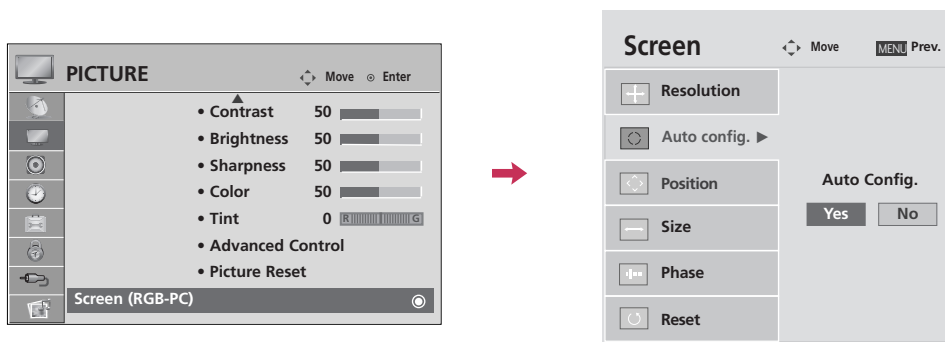 PICTURE
Move Enter
• Contrast 50
• Brightness 50
• Sharpness 50
• Color 50
• Tint 0 R G
• Advanced Control
• Picture Reset
Screen (RGB-PC)
Screen
Move MENU Prev.
Resolution
Auto config. ►
Position
Size
Phase
Reset
Auto Config.
Yes No